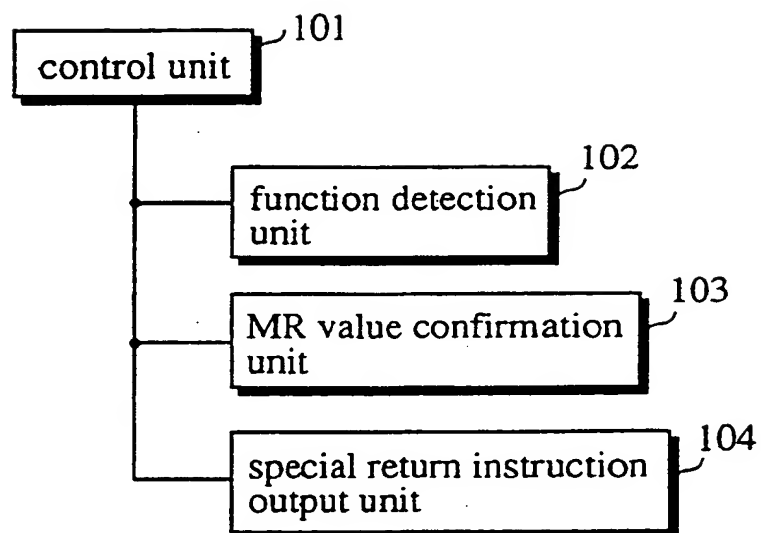 101
control unit
102
function detection
unit
103
MR value confirmation
unit
104
special return instruction
output unit